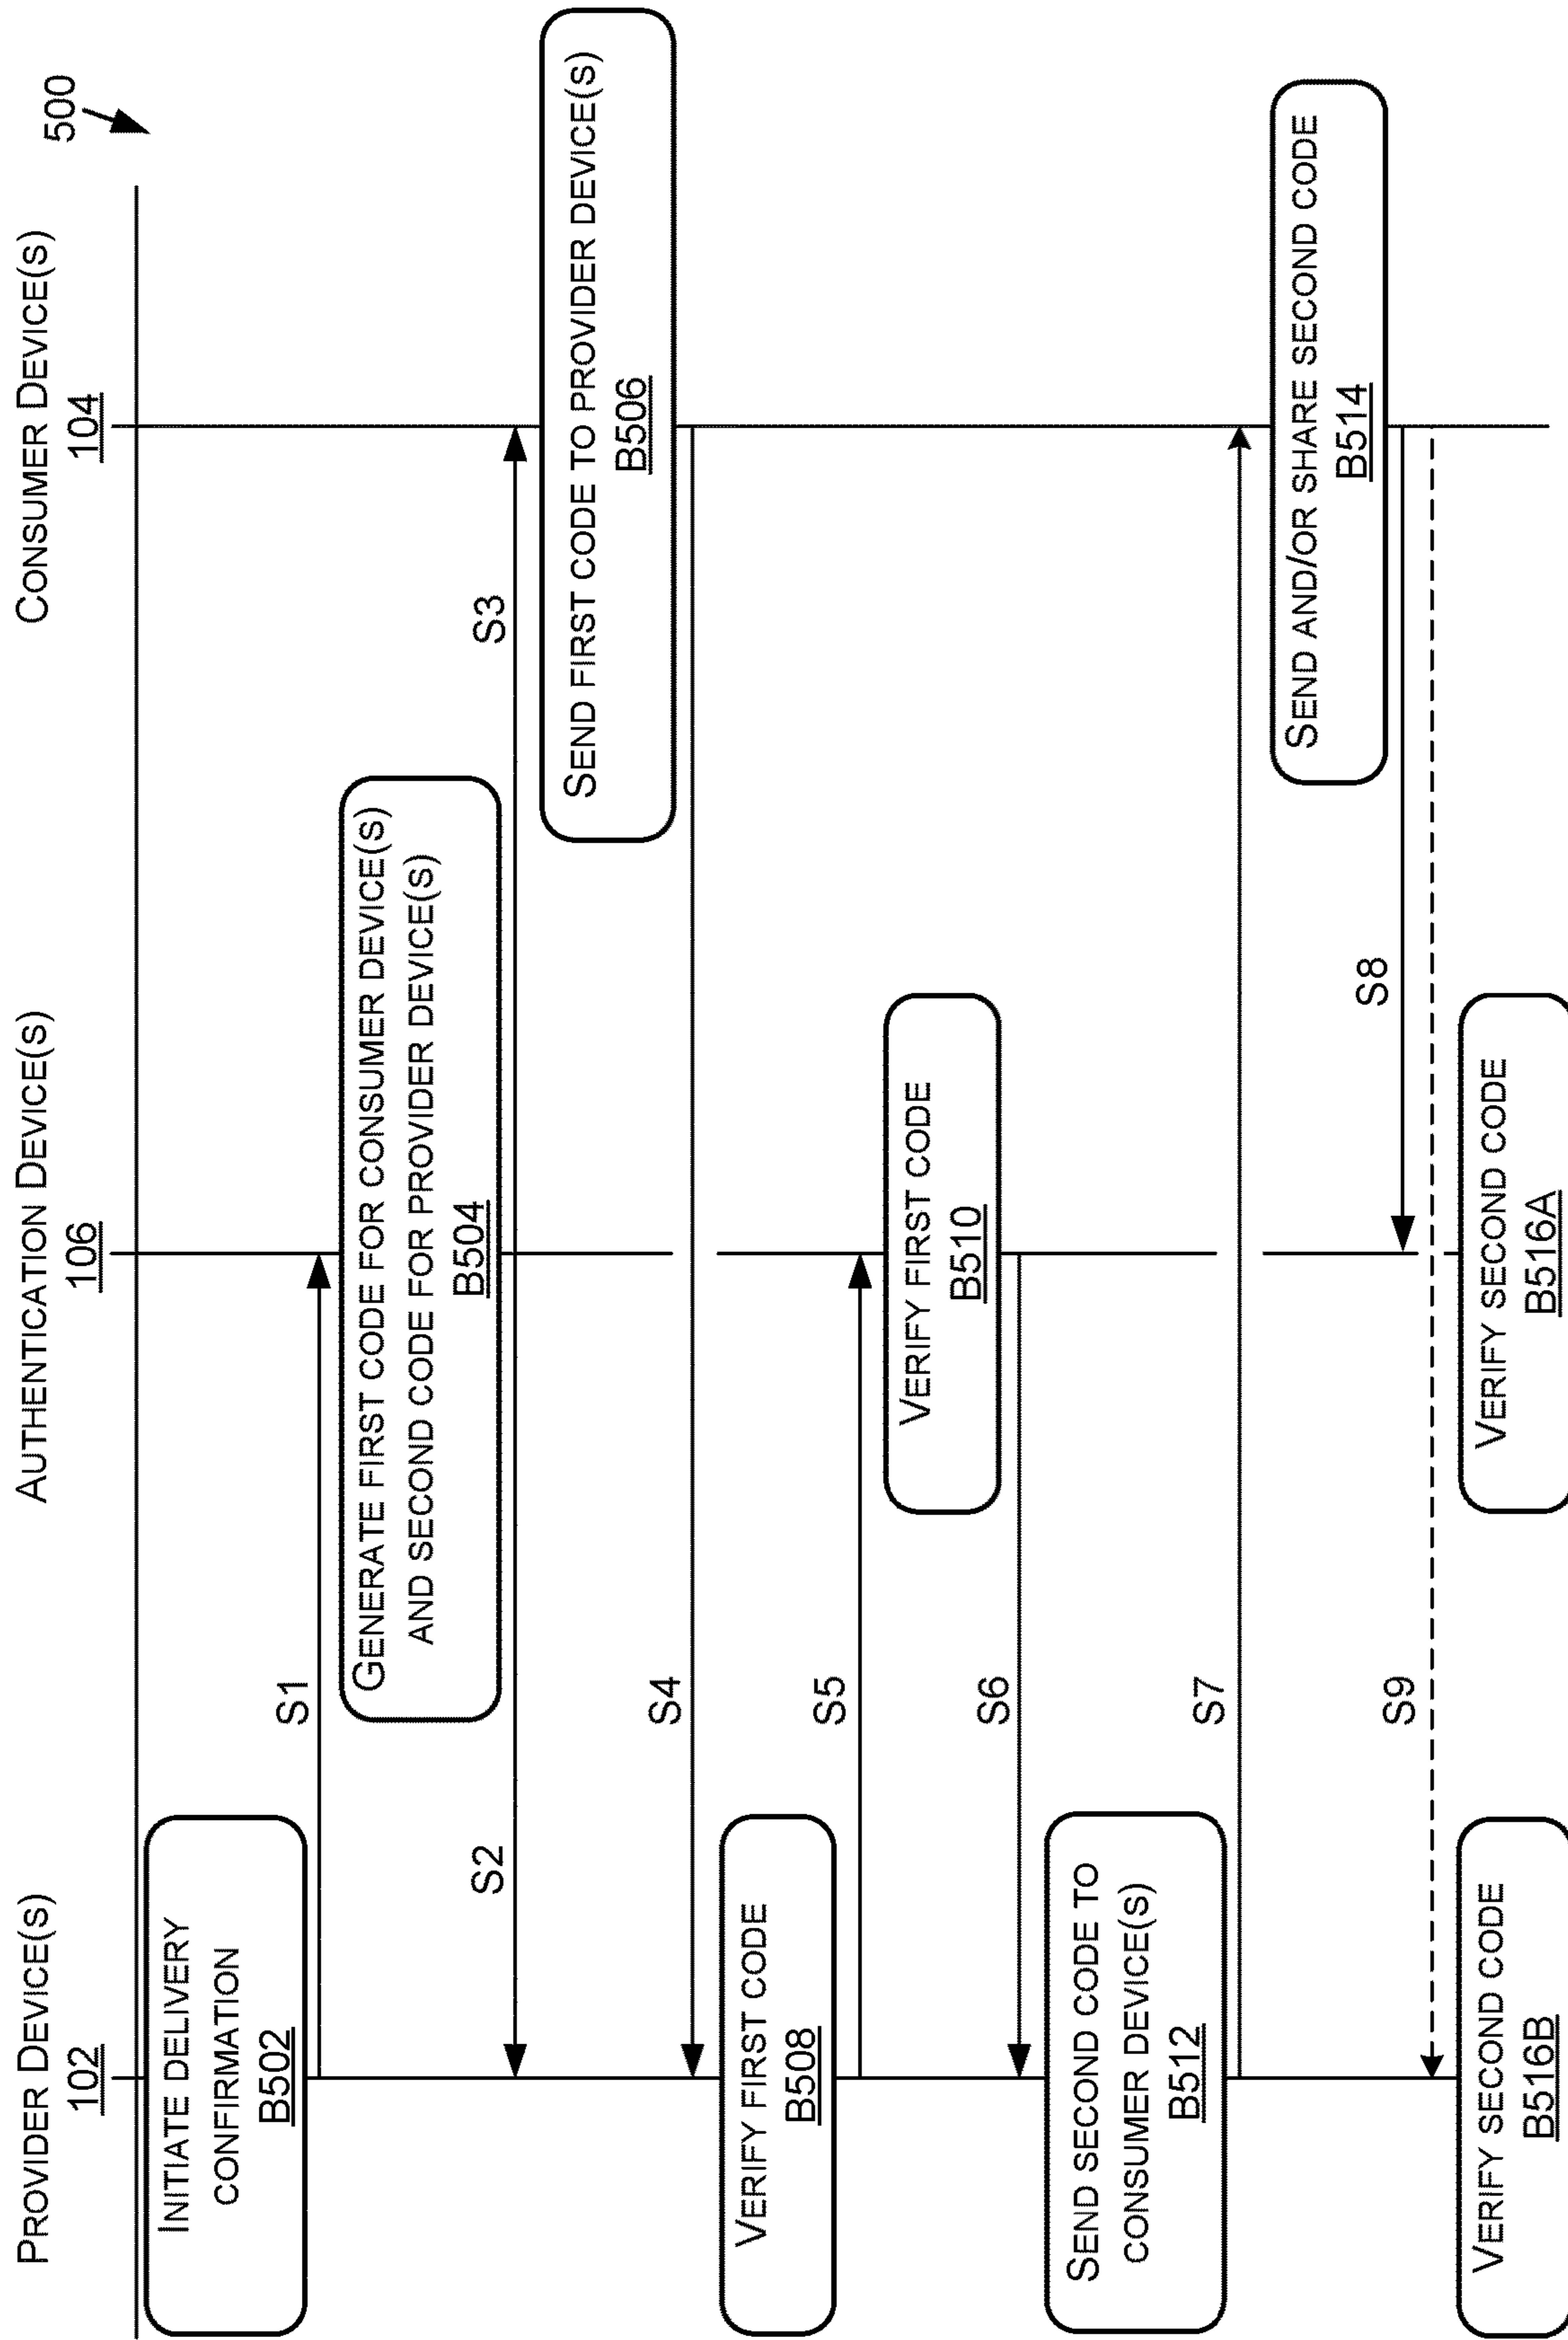 500
Provider Device(s)
102
Authentication Device(s)
106
Consumer Device(s)
104
Initiate delivery
confirmation
B502
S1
Generate first code for consumer device(s)
and second code for provider device(s)
B504
S2
S3
Send first code to provider device(s)
B506
S4
Verify first code
B508
S5
Verify first code
B510
S6
Send second code to
consumer device(s)
B512
S7
Send and/or share second code
B514
S8
S9
Verify second code
B516B
Verify second code
B516A